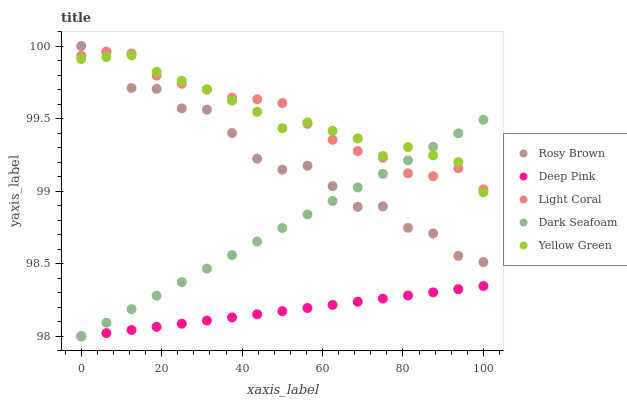 title
100
99.5
99
98.5
98
0
20
40
60
80
100
yaxis_label
xaxis_label
Rosy Brown
Deep Pink
Light Coral
Dark Seafoam
Yellow Green